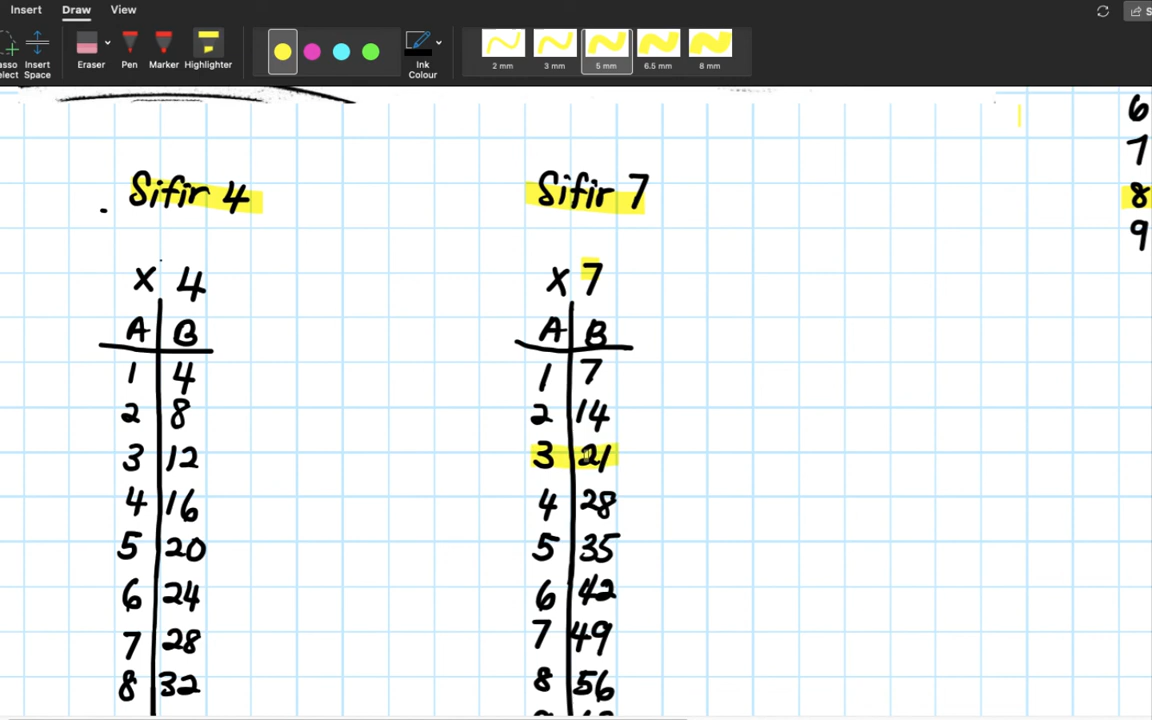 Insert Draw View
Eraser Pen Marker Highlighter
Insert Space
Ink Colour
2 mm 3 mm 5 mm 6.5 mm 8 mm
Sifir 4
X 4
A B
1 4
2 8
3 12
4 16
5 20
6 24
7 28
8 32
Sifir 7
X 7
A B
1 7
2 14
3 21
4 28
5 35
6 42
7 49
8 56
6
7
8
9